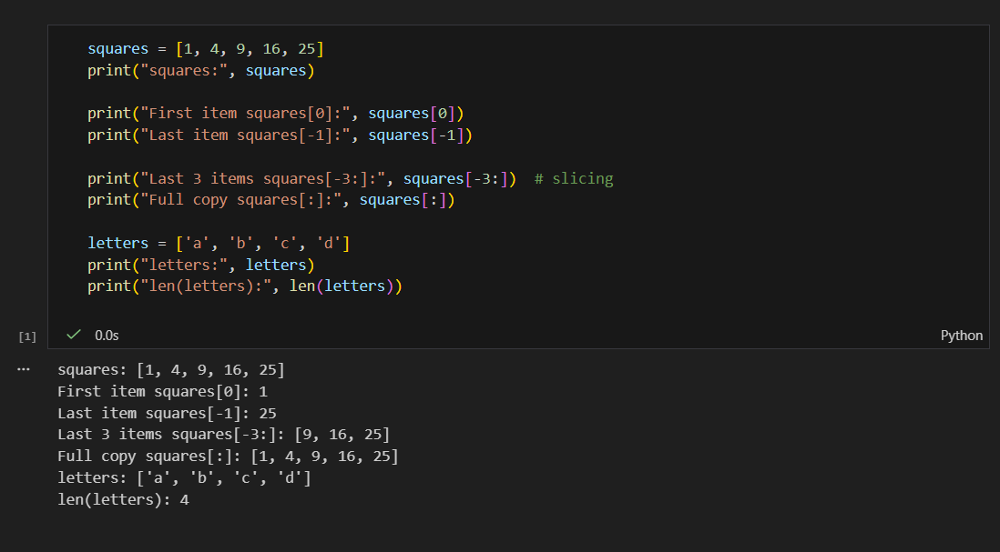 squares = [1, 4, 9, 16, 25]
print("squares:", squares)
print("First item squares[0]:", squares[0])
print("Last item squares[-1]:", squares[-1])
print("Last 3 items squares[-3:]:", squares[-3:])  # slicing
print("Full copy squares[:]:", squares[:])
letters = ['a', 'b', 'c', 'd']
print("letters:", letters)
print("len(letters):", len(letters))
[1] ✓ 0.0s Python
... squares: [1, 4, 9, 16, 25]
First item squares[0]: 1
Last item squares[-1]: 25
Last 3 items squares[-3:]: [9, 16, 25]
Full copy squares[:]: [1, 4, 9, 16, 25]
letters: ['a', 'b', 'c', 'd']
len(letters): 4